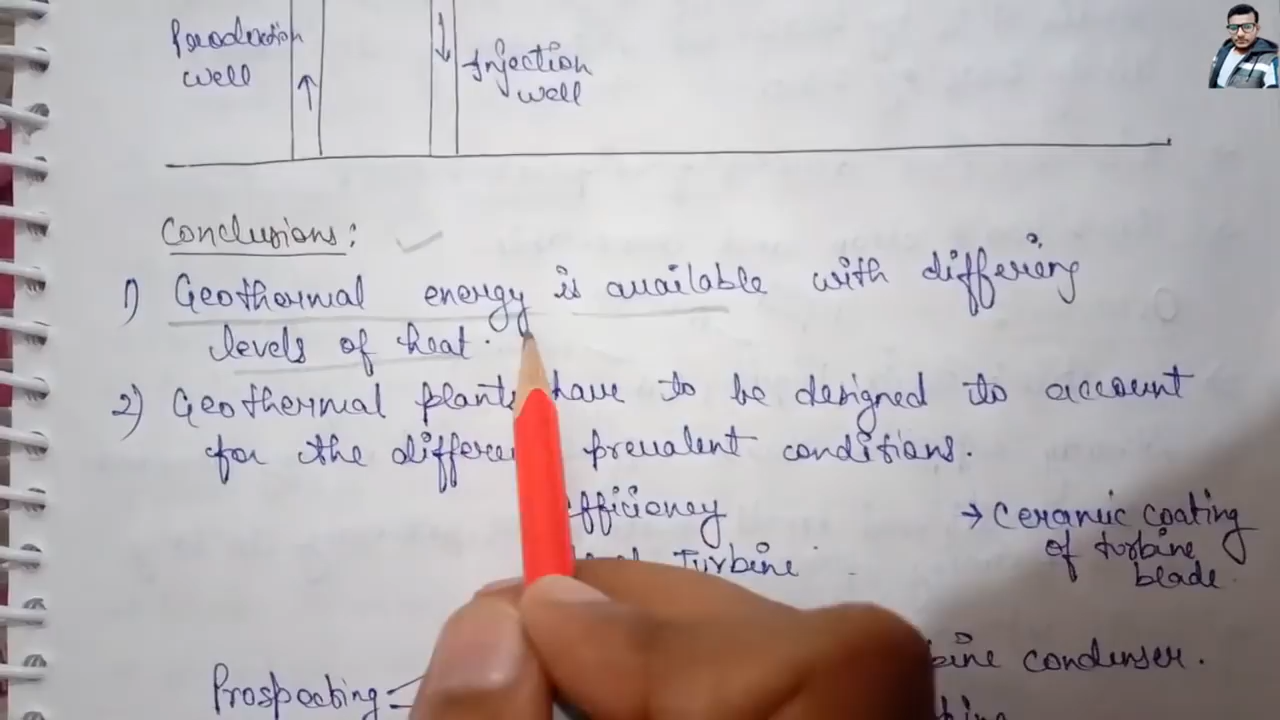 Production
well
Injection
well
Conclusions:
1) Geothermal energy is available with differing
levels of heat.
2) Geothermal plants have to be designed to account
for the prevalent conditions.
efficiency
→ Ceramic coating
Turbine
of turbine
blade.
condenser.
Prospecting